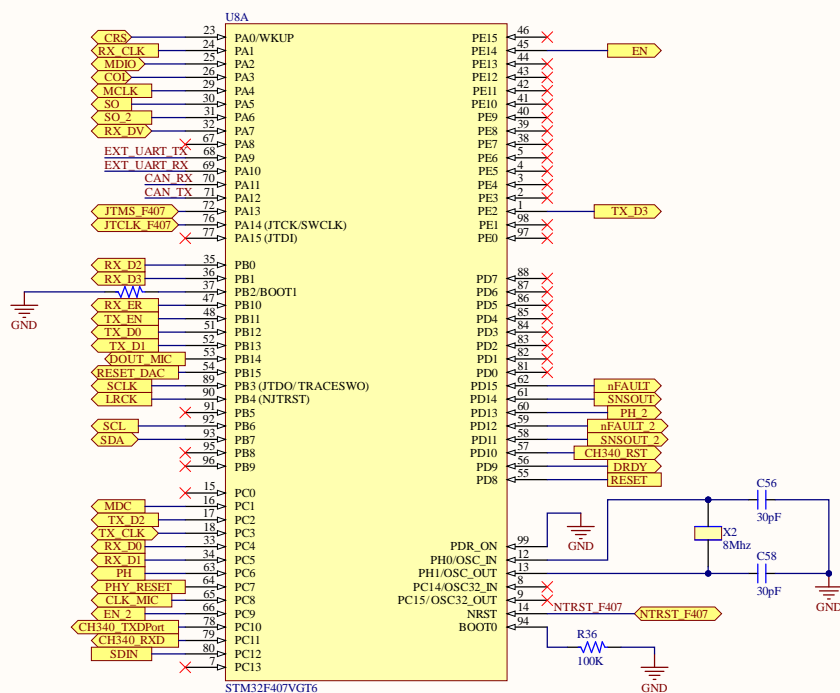 U8A
CRS 23 PA0/WKUP PE15 46
RX_CLK 24 PA1 PE14 45 EN
MDIO 25 PA2 PE13 44
COL 26 PA3 PE12 43
MCLK 29 PA4 PE11 42
SO 30 PA5 PE10 41
SO_2 31 PA6 PE9 40
RX_DV 32 PA7 PE8 39
67 PA8 PE7 38
EXT_UART_TX 68 PA9 PE6 5
EXT_UART_RX 69 PA10 PE5 4
CAN_RX 70 PA11 PE4 3
CAN_TX 71 PA12 PE3 2
JTMS_F407 72 PA13 PE2 1 TX_D3
JTCLK_F407 76 PA14 (JTCK/SWCLK) PE1 98
77 PA15 (JTDI) PE0 97
RX_D2 35 PB0
RX_D3 36 PB1 PD7 88
GND 37 PB2/BOOT1 PD6 87
RX_ER 47 PB10 PD5 86
TX_EN 48 PB11 PD4 85
TX_D0 51 PB12 PD3 84
TX_D1 52 PB13 PD2 83
DOUT_MIC 53 PB14 PD1 82
RESET_DAC 54 PB15 PD0 81
SCLK 89 PB3 (JTDO/ TRACESWO) PD15 62 nFAULT
LRCK 90 PB4 (NJTRST) PD14 61 SNSOUT
91 PB5 PD13 60 PH_2
SCL 92 PB6 PD12 59 nFAULT_2
SDA 93 PB7 PD11 58 SNSOUT_2
95 PB8 PD10 57 CH340_RST
96 PB9 PD9 56 DRDY
PD8 55 RESET
15 PC0
MDC 16 PC1
TX_D2 17 PC2
TX_CLK 18 PC3
RX_D0 33 PC4 PDR_ON 99 GND
RX_D1 34 PC5 PH0/OSC_IN 12
PH 63 PC6 PH1/OSC_OUT 13
PHY_RESET 64 PC7 PC14/OSC32_IN 8
CLK_MIC 65 PC8 PC15/ OSC32_OUT 9
EN_2 66 PC9 NRST 14 NTRST_F407 NTRST_F407
CH340_TXDPort 78 PC10 BOOT0 94
CH340_RXD 79 PC11
SDIN 80 PC12
7 PC13
STM32F407VGT6
C56
30pF
X2
8Mhz
C58
30pF
GND
R36
100K
GND